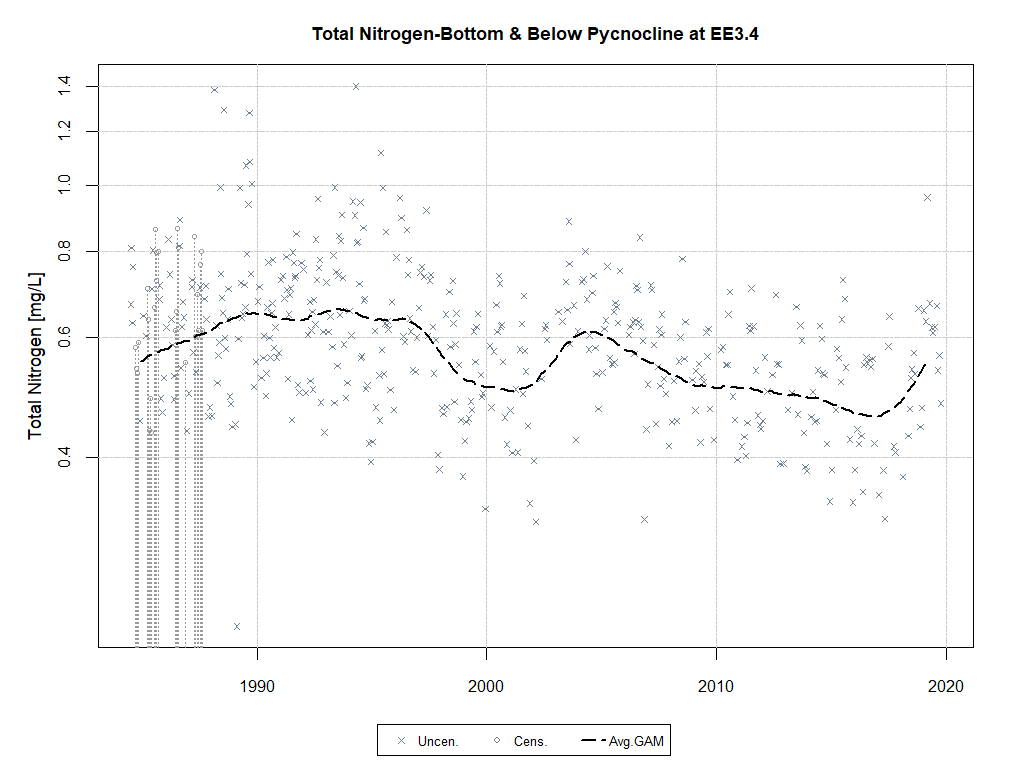 Total Nitrogen-Bottom & Below Pycnocline at EE3.4
Total Nitrogen [mg/L]
1.4
1.2
1.0
0.8
0.6
0.4
1990 2000 2010 2020
Uncen. Cens. Avg.GAM